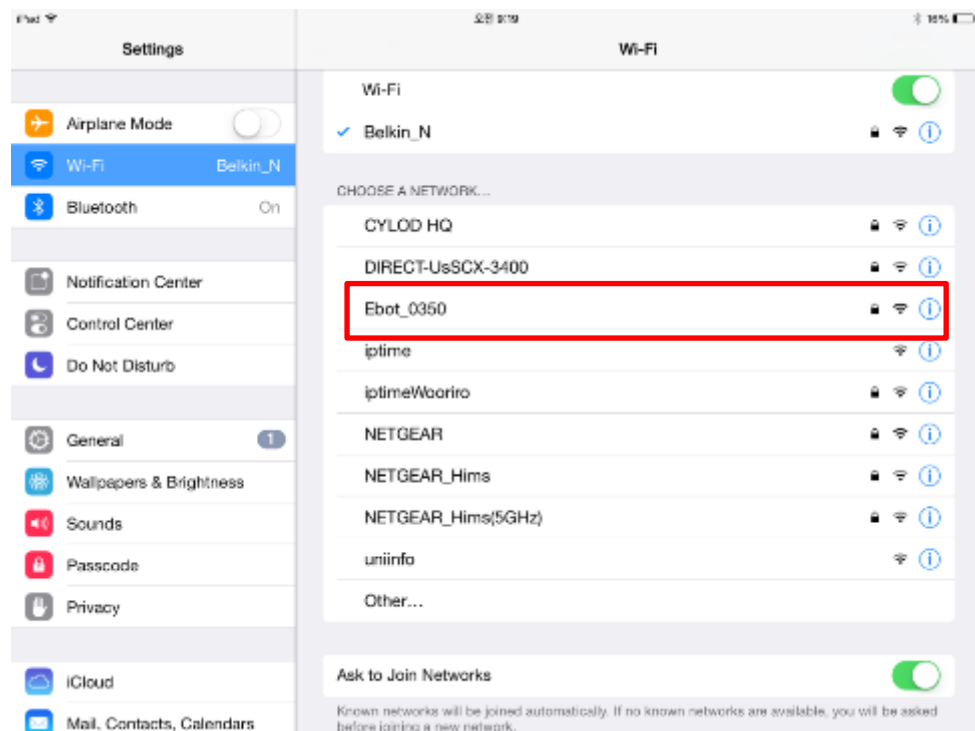 iPad
오전 9:19
16%
Settings
Wi-Fi
Airplane Mode
Wi-Fi
Belkin_N
Bluetooth
On
Notification Center
Control Center
Do Not Disturb
General
1
Wallpapers & Brightness
Sounds
Passcode
Privacy
iCloud
Mail, Contacts, Calendars
Wi-Fi
Belkin_N
CHOOSE A NETWORK...
CYLOD HQ
DIRECT-UsSCX-3400
Ebot_0350
iptime
iptimeWooriro
NETGEAR
NETGEAR_Hims
NETGEAR_Hims(5GHz)
uniinfo
Other...
Ask to Join Networks
Known networks will be joined automatically. If no known networks are available, you will be asked
before joining a new network.